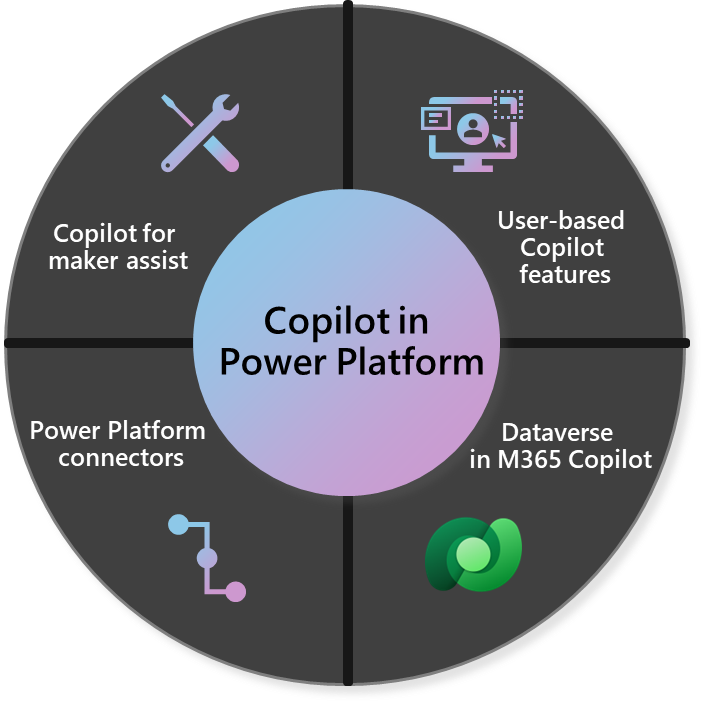 Copilot for
maker assist
User-based
Copilot
features
Copilot in
Power Platform
Power Platform
connectors
Dataverse
in M365 Copilot